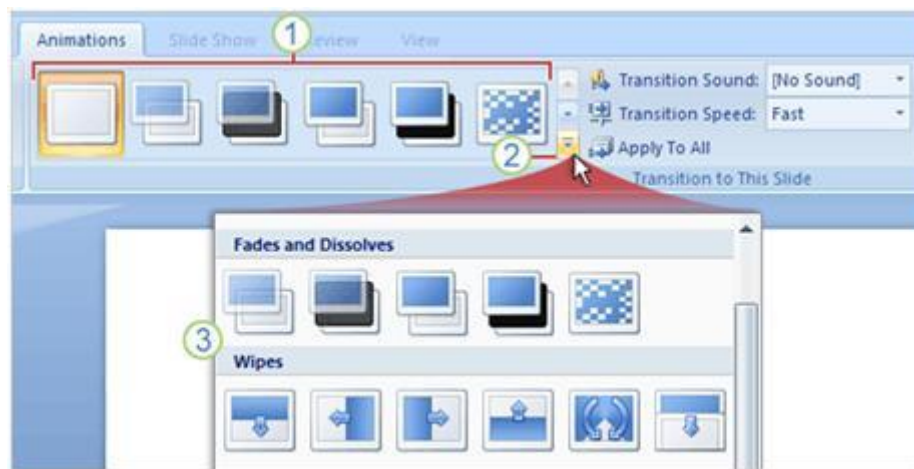 Animations Slide Show Review View
1
Transition Sound: [No Sound]
Transition Speed: Fast
2 Apply To All
Transition to This Slide
Fades and Dissolves
3
Wipes